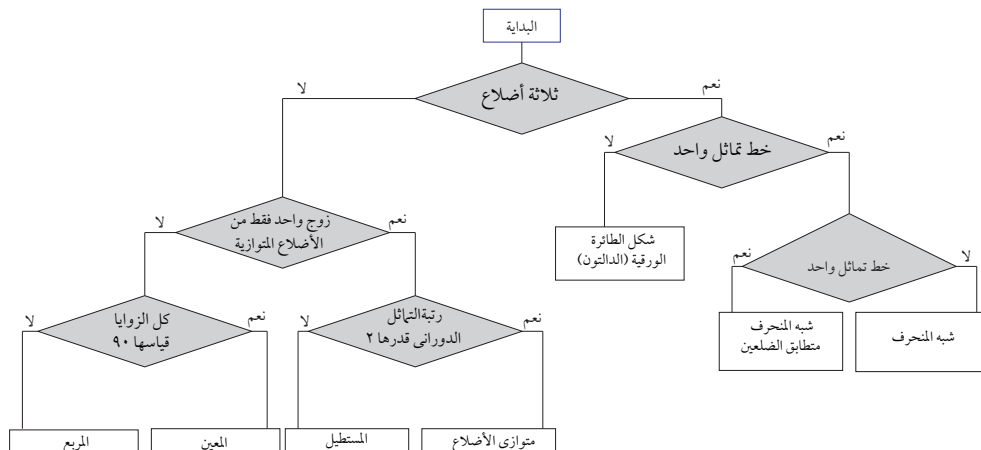 البداية
ثلاثة أضلاع
نعم
لا
خط تماثل واحد
نعم
لا
زوج واحد فقط من
الأضلاع المتوازية
نعم
لا
شكل الطائرة
الورقية (الدالتون)
خط تماثل واحد
لا
نعم
كل الزوايا
قياسها ٩٠
نعم
لا
رتبة التماثل
الدورانى قدرها ٢
نعم
لا
شبه المنحرف
شبه المنحرف
متطابق الضلعين
متوازى الأضلاع
المستطيل
المعين
المربع